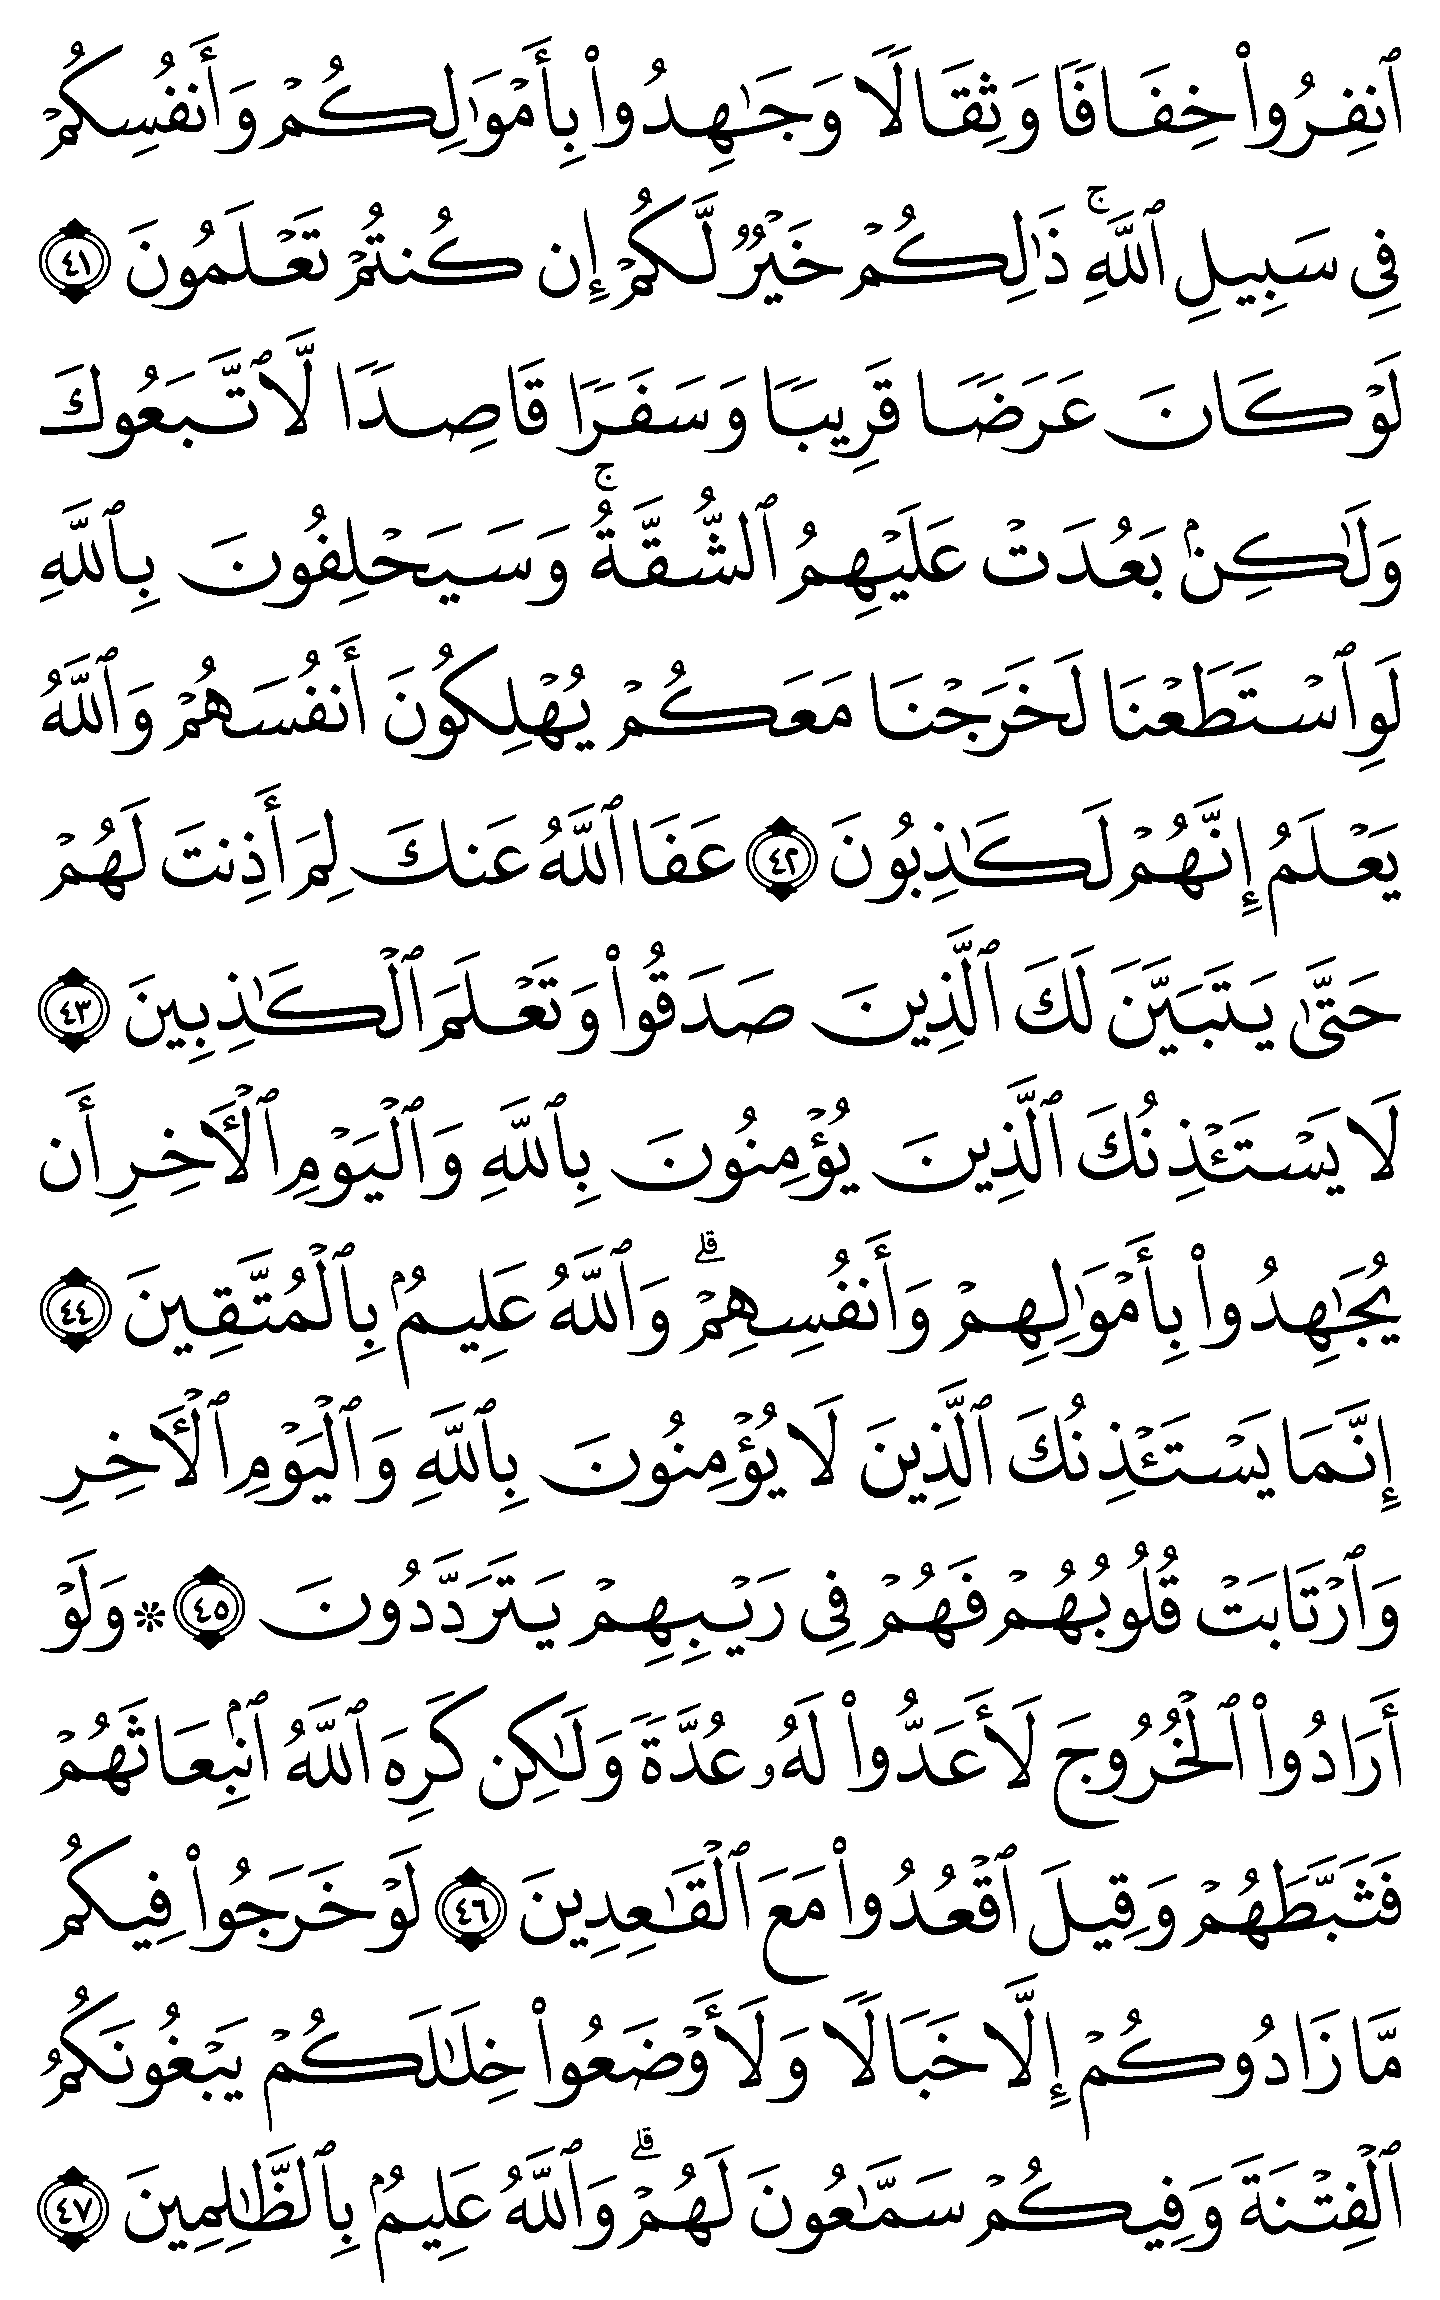 ٱنفِرُوا۟ خِفَافًا وَثِقَالًا وَجَـٰهِدُوا۟ بِأَمْوَٰلِكُمْ وَأَنفُسِكُمْ
فِى سَبِيلِ ٱللَّهِ ۚ ذَٰلِكُمْ خَيْرٌ لَّكُمْ إِن كُنتُمْ تَعْلَمُونَ ٤١
لَوْ كَانَ عَرَضًا قَرِيبًا وَسَفَرًا قَاصِدًا لَّٱتَّبَعُوكَ
وَلَـٰكِنۢ بَعُدَتْ عَلَيْهِمُ ٱلشُّقَّةُ ۚ وَسَيَحْلِفُونَ بِٱللَّهِ
لَوِ ٱسْتَطَعْنَا لَخَرَجْنَا مَعَكُمْ يُهْلِكُونَ أَنفُسَهُمْ وَٱللَّهُ
يَعْلَمُ إِنَّهُمْ لَكَـٰذِبُونَ ٤٢ عَفَا ٱللَّهُ عَنكَ لِمَ أَذِنتَ لَهُمْ
حَتَّىٰ يَتَبَيَّنَ لَكَ ٱلَّذِينَ صَدَقُوا۟ وَتَعْلَمَ ٱلْكَـٰذِبِينَ ٤٣
لَا يَسْتَـْٔذِنُكَ ٱلَّذِينَ يُؤْمِنُونَ بِٱللَّهِ وَٱلْيَوْمِ ٱلْـَٔاخِرِ أَن
يُجَـٰهِدُوا۟ بِأَمْوَٰلِهِمْ وَأَنفُسِهِمْ ۗ وَٱللَّهُ عَلِيمٌۢ بِٱلْمُتَّقِينَ ٤٤
إِنَّمَا يَسْتَـْٔذِنُكَ ٱلَّذِينَ لَا يُؤْمِنُونَ بِٱللَّهِ وَٱلْيَوْمِ ٱلْـَٔاخِرِ
وَٱرْتَابَتْ قُلُوبُهُمْ فَهُمْ فِى رَيْبِهِمْ يَتَرَدَّدُونَ ٤٥ ۞ وَلَوْ
أَرَادُوا۟ ٱلْخُرُوجَ لَأَعَدُّوا۟ لَهُۥ عُدَّةً وَلَـٰكِن كَرِهَ ٱللَّهُ ٱنۢبِعَاثَهُمْ
فَثَبَّطَهُمْ وَقِيلَ ٱقْعُدُوا۟ مَعَ ٱلْقَـٰعِدِينَ ٤٦ لَوْ خَرَجُوا۟ فِيكُم
مَّا زَادُوكُمْ إِلَّا خَبَالًا وَلَأَوْضَعُوا۟ خِلَـٰلَكُمْ يَبْغُونَكُمُ
ٱلْفِتْنَةَ وَفِيكُمْ سَمَّـٰعُونَ لَهُمْ ۗ وَٱللَّهُ عَلِيمٌۢ بِٱلظَّـٰلِمِينَ ٤٧